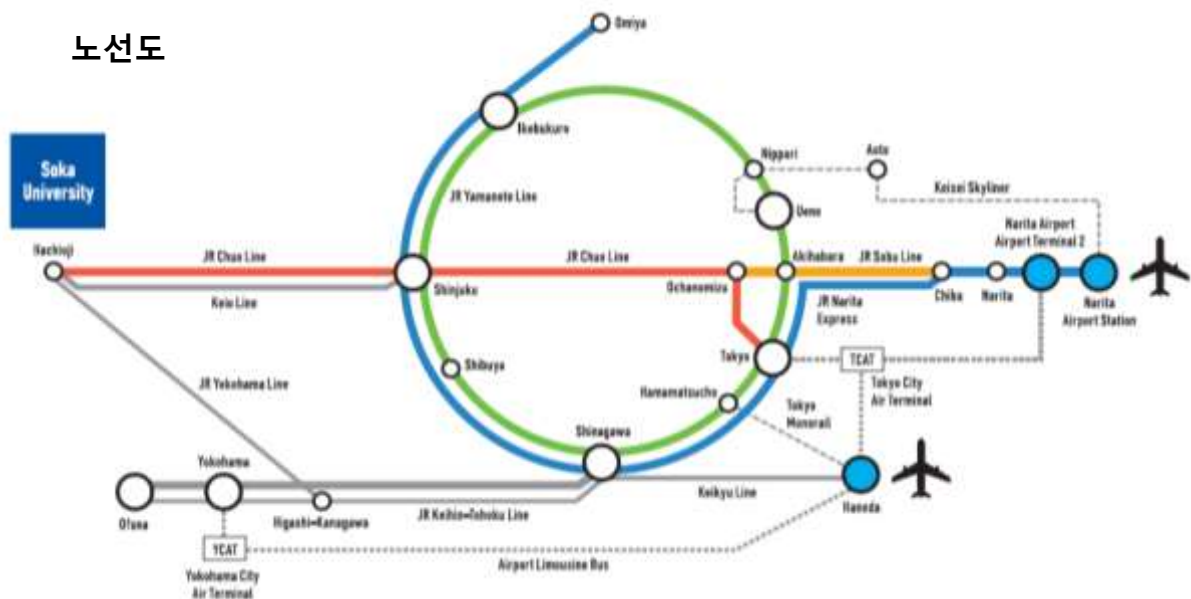 노선도
Omiya
Ikebukuro
Soka
University
Nippori
Aoto
Keisei Skyliner
JR Yamanote Line
Ueno
Narita Airport
Airport Terminal 2
Hachioji
JR Chuo Line
JR Chuo Line
Akihabara
JR Sobu Line
Keio Line
Shinjuku
Ochanomizu
JR Narita
Express
Chiba
Narita
Narita
Airport Station
Shibuya
Tokyo
TCAT
JR Yokohama Line
Hamamatsucho
Tokyo
Monorail
Tokyo City
Air Terminal
Shinagawa
Yokohama
Keikyu Line
Haneda
Ofuna
Higashi-Kanagawa
JR Keihin-Tohoku Line
YCAT
Airport Limousine Bus
Yokohama City
Air Terminal